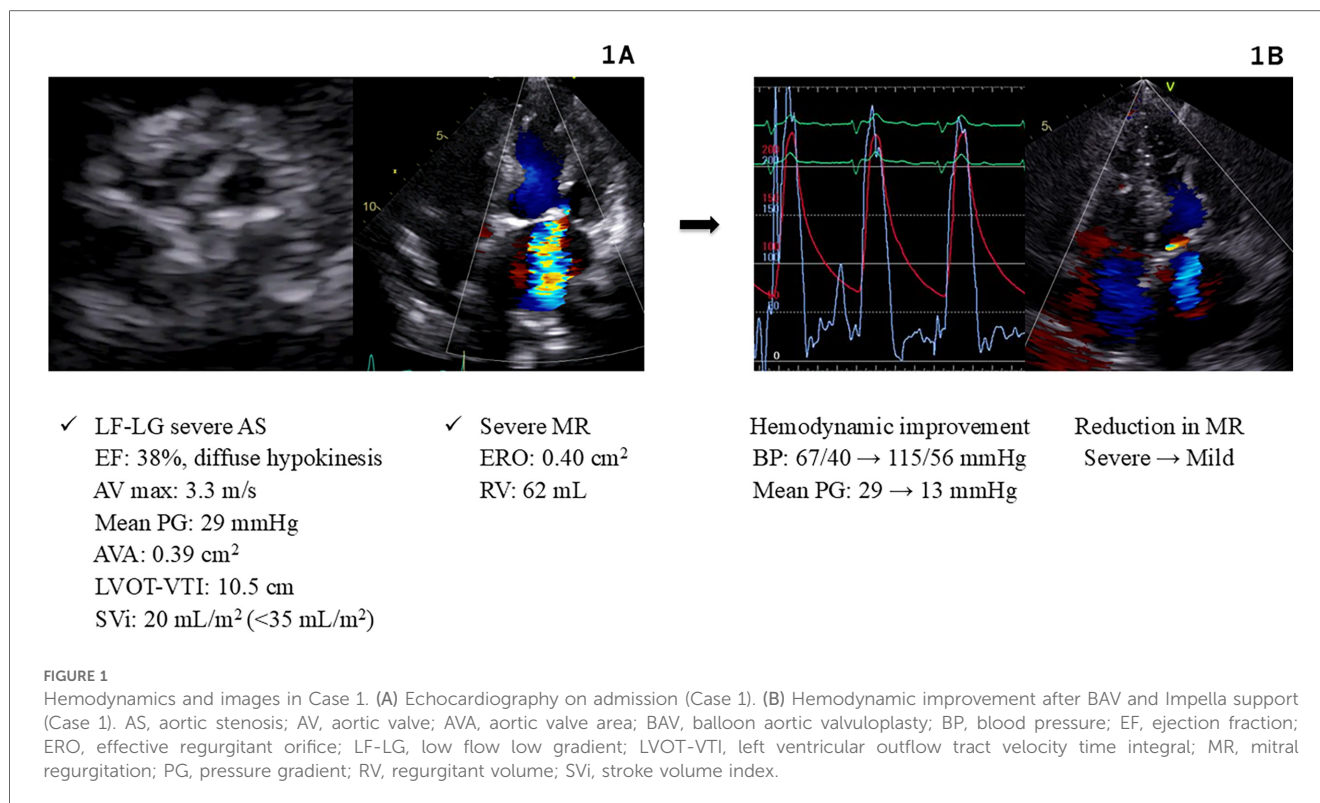 1A
1B
5
10
200
200
150
150
100
100
50
50
0
V
5
✓ LF-LG severe AS
EF: 38%, diffuse hypokinesis
AV max: 3.3 m/s
Mean PG: 29 mmHg
AVA: 0.39 cm²
LVOT-VTI: 10.5 cm
SVi: 20 mL/m² (<35 mL/m²)
✓ Severe MR
ERO: 0.40 cm²
RV: 62 mL
Hemodynamic improvement
BP: 67/40 → 115/56 mmHg
Mean PG: 29 → 13 mmHg
Reduction in MR
Severe → Mild
FIGURE 1
Hemodynamics and images in Case 1. (A) Echocardiography on admission (Case 1). (B) Hemodynamic improvement after BAV and Impella support
(Case 1). AS, aortic stenosis; AV, aortic valve; AVA, aortic valve area; BAV, balloon aortic valvuloplasty; BP, blood pressure; EF, ejection fraction;
ERO, effective regurgitant orifice; LF-LG, low flow low gradient; LVOT-VTI, left ventricular outflow tract velocity time integral; MR, mitral
regurgitation; PG, pressure gradient; RV, regurgitant volume; SVi, stroke volume index.